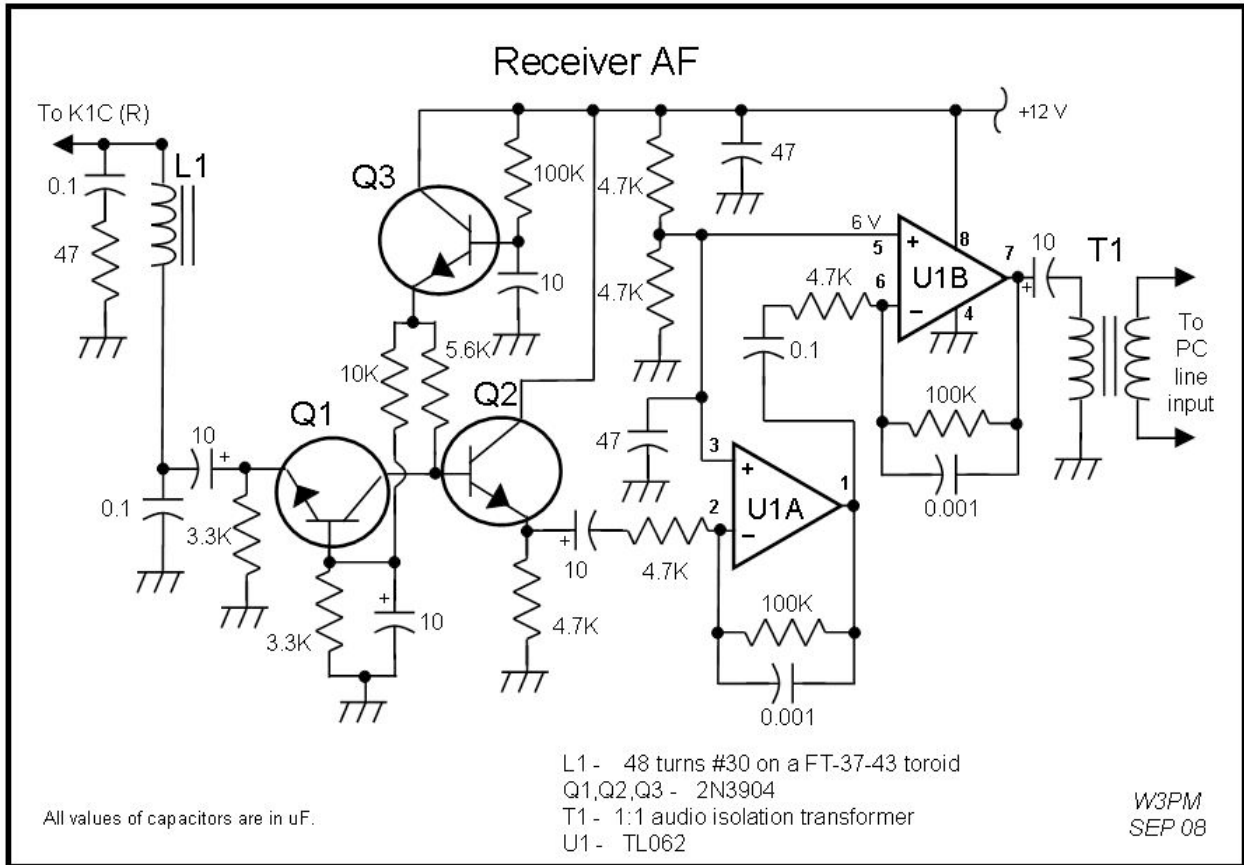 Receiver AF
To K1C (R)
L1
0.1
47
Q3
100K
10
4.7K
47
+12 V
6 V
5
+
8
7
10
T1
U1B
6
−
4
+
4.7K
4.7K
0.1
To
PC
line
input
100K
0.001
10K
5.6K
Q1
Q2
10
+
0.1
3.3K
47
3
+
1
2
U1A
−
+
10
4.7K
3.3K
+
10
4.7K
100K
0.001
L1 - 48 turns #30 on a FT-37-43 toroid
Q1,Q2,Q3 - 2N3904
T1 - 1:1 audio isolation transformer
U1 - TL062
All values of capacitors are in uF.
W3PM
SEP 08